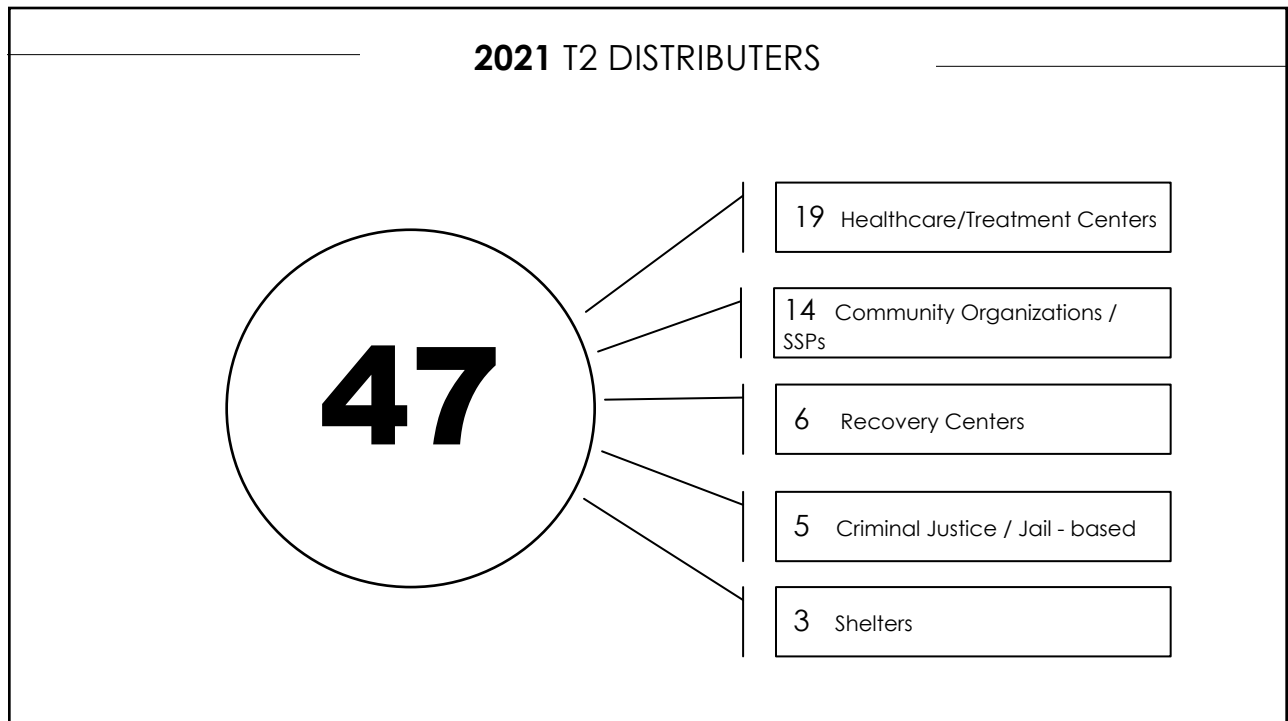 2021 T2 DISTRIBUTERS
47
19 Healthcare/Treatment Centers
14 Community Organizations /
SSPs
6 Recovery Centers
5 Criminal Justice / Jail - based
3 Shelters